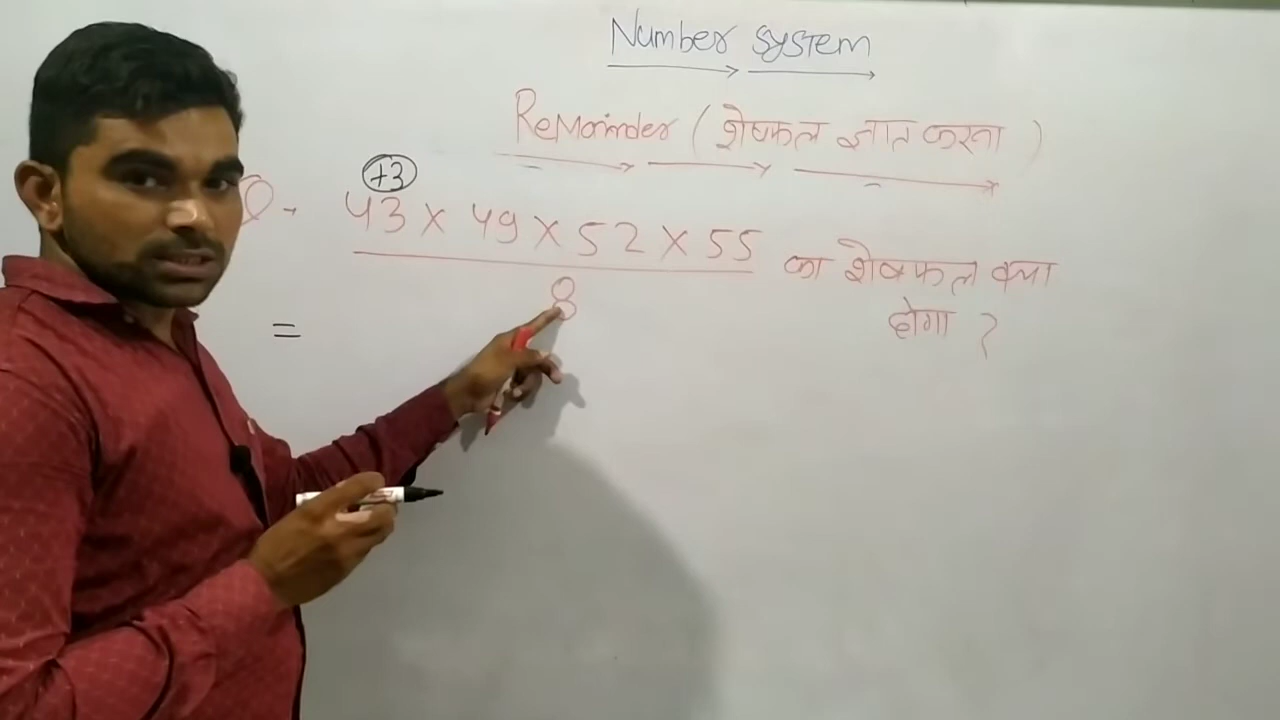 Number system
Remainder ( शेषफल ज्ञात करना )
+3
Q. 43 × 49 × 52 × 55 का शेषफल क्या
8
होगा ?
=